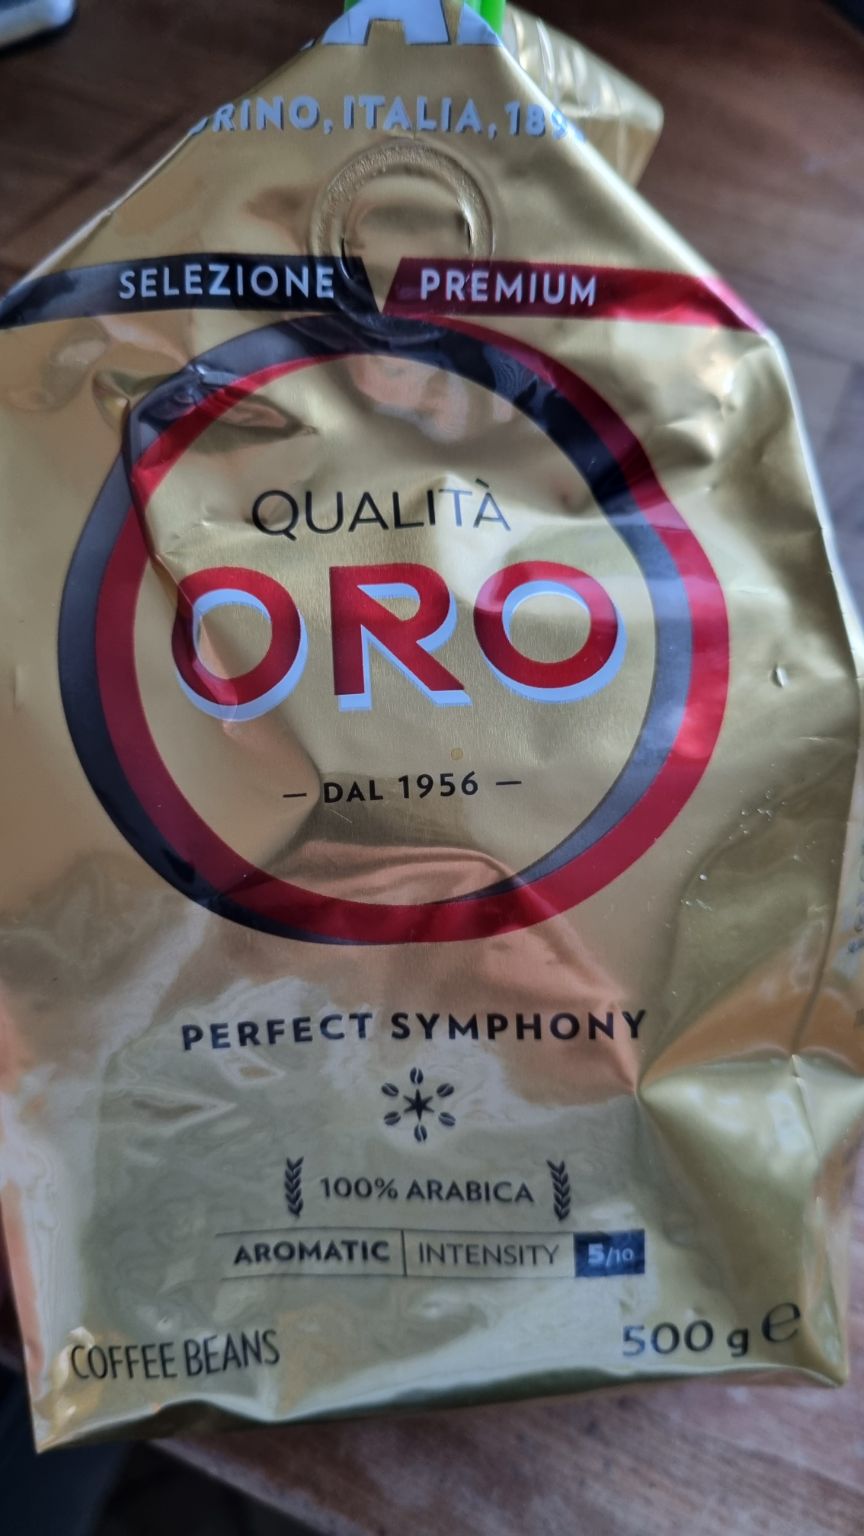 ITALIA,
SELEZIONE PREMIUM
QUALITÀ
ORO
— DAL 1956 —
PERFECT SYMPHONY
100% ARABICA
AROMATIC | INTENSITY 5/10
COFFEE BEANS
500 g ℮